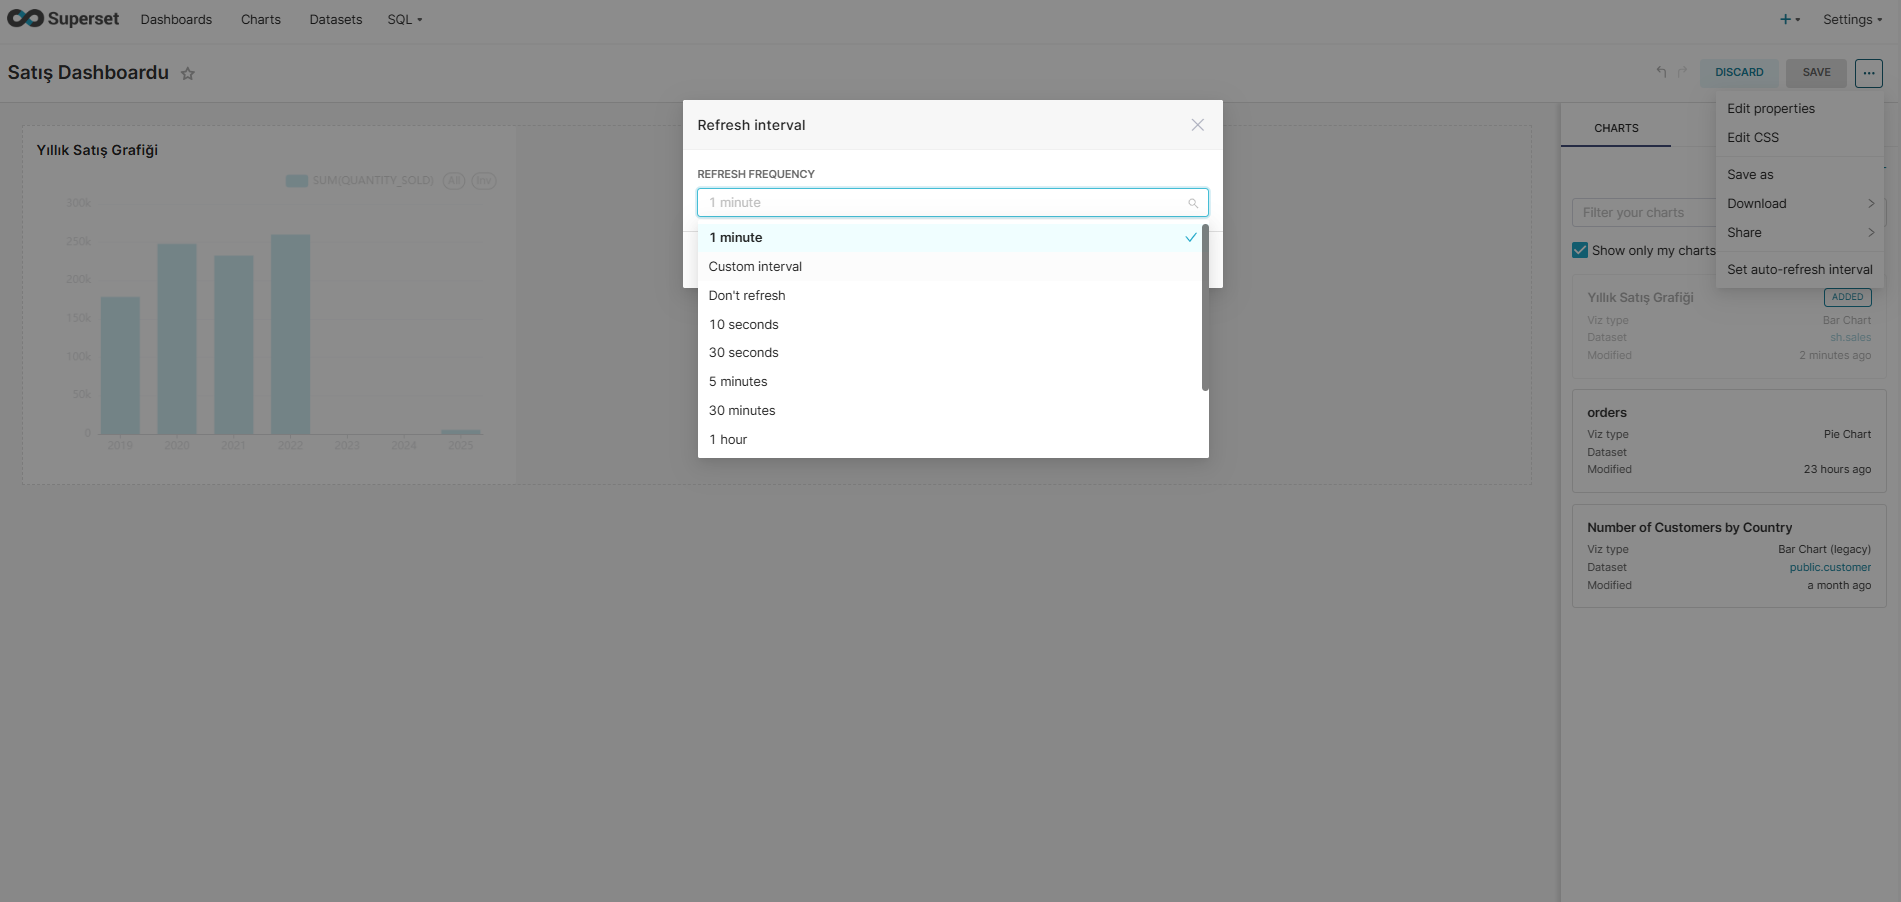 Superset Dashboards Charts Datasets SQL Settings
Satış Dashboardu
DISCARD SAVE ...
Edit properties
Edit CSS
Save as
Download
Share
Set auto-refresh interval
Refresh interval
REFRESH FREQUENCY
1 minute
1 minute
Custom interval
Don't refresh
10 seconds
30 seconds
5 minutes
30 minutes
1 hour
Yıllık Satış Grafiği
SUM(QUANTITY_SOLD) All Inv
300k
250k
200k
150k
100k
50k
0
2019 2020 2021 2022 2023 2024 2025
CHARTS
Filter your charts
Show only my charts
Yıllık Satış Grafiği ADDED
Viz type Bar Chart
Dataset sh.sales
Modified 2 minutes ago
orders
Viz type Pie Chart
Dataset
Modified 23 hours ago
Number of Customers by Country
Viz type Bar Chart (legacy)
Dataset public.customer
Modified a month ago